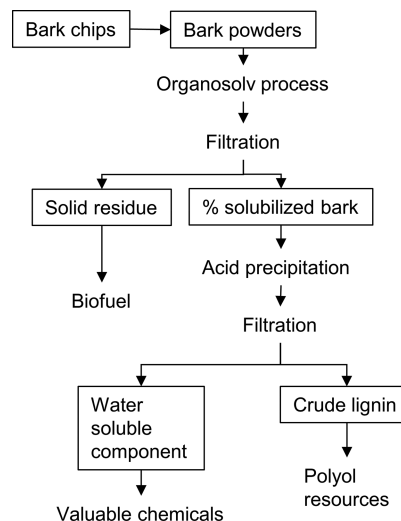 Bark chips
Bark powders
Organosolv process
Filtration
Solid residue
% solubilized bark
Biofuel
Acid precipitation
Filtration
Water
soluble
component
Crude lignin
Polyol
resources
Valuable chemicals